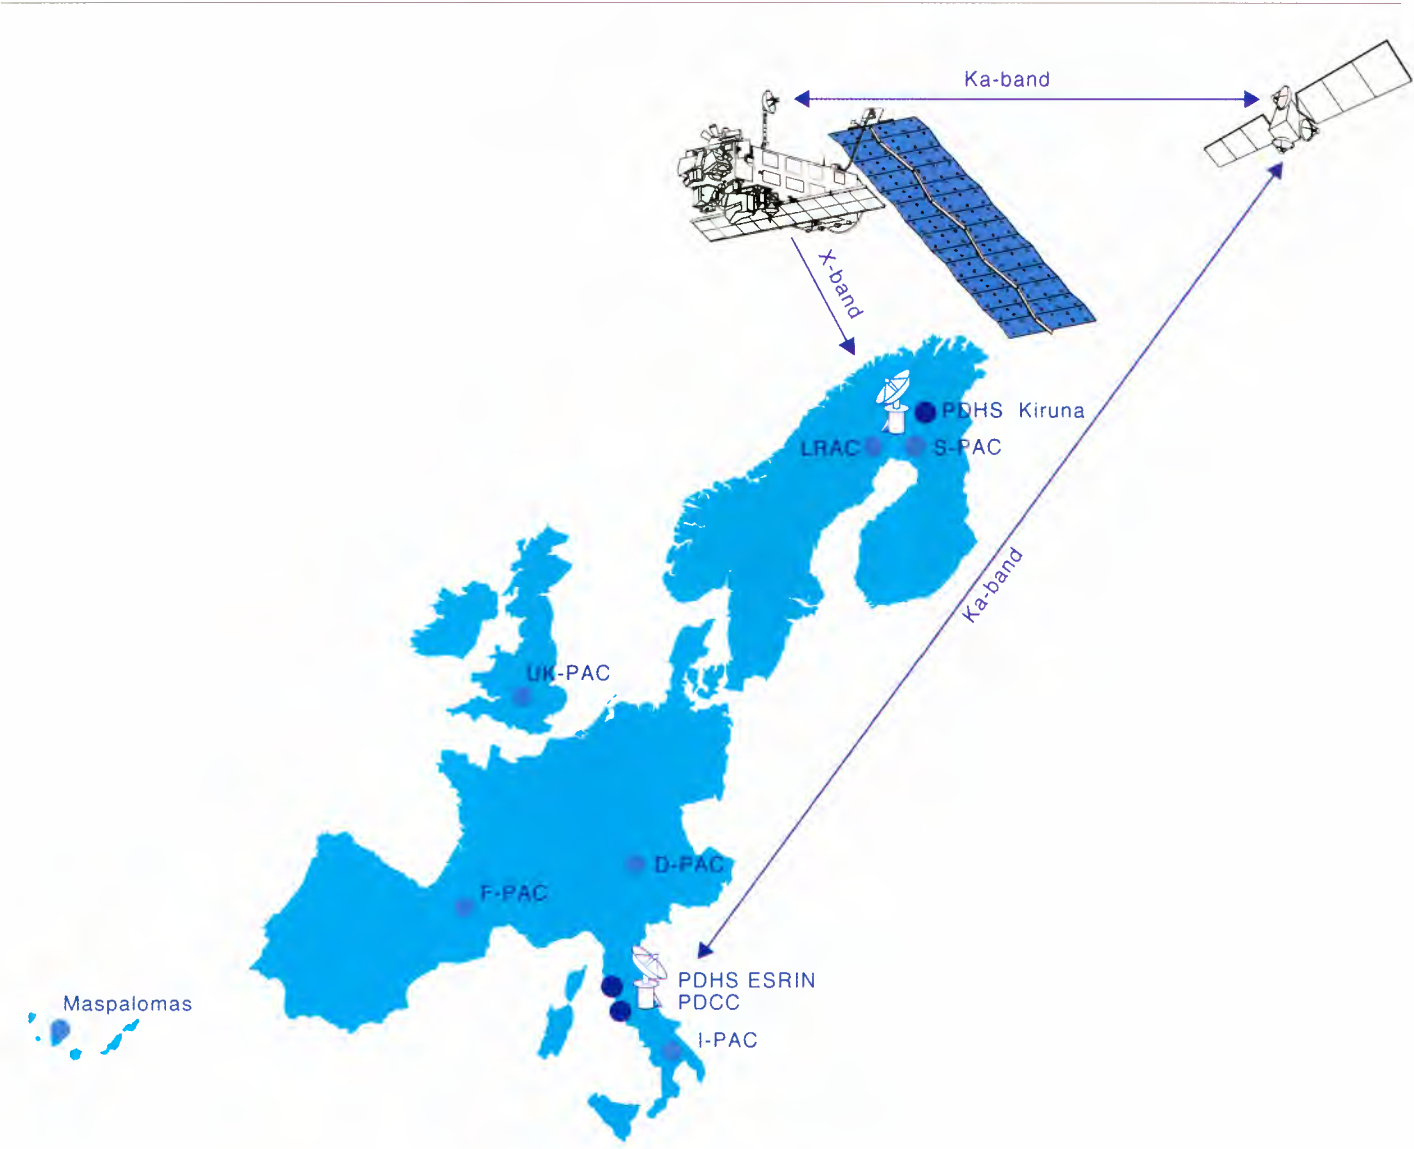 Ka-band
X-band
PDHS Kiruna
LRAC
S-PAC
Ka-band
UK-PAC
D-PAC
F-PAC
PDHS ESRIN
PDCC
Maspalomas
I-PAC